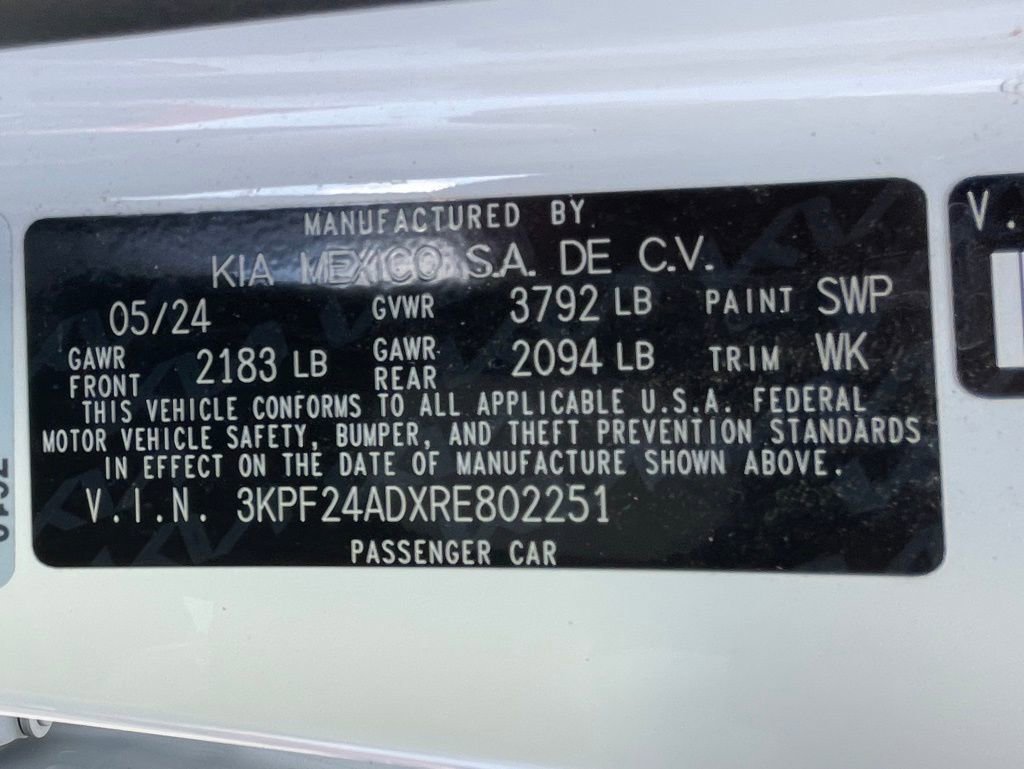 MANUFACTURED BY
KIA MEXICO S.A. DE C.V.
05/24 GVWR 3792 LB PAINT SWP
GAWR FRONT 2183 LB GAWR REAR 2094 LB TRIM WK
THIS VEHICLE CONFORMS TO ALL APPLICABLE U.S.A. FEDERAL
MOTOR VEHICLE SAFETY, BUMPER, AND THEFT PREVENTION STANDARDS
IN EFFECT ON THE DATE OF MANUFACTURE SHOWN ABOVE.
V.I.N. 3KPF24ADXRE802251
PASSENGER CAR
V.